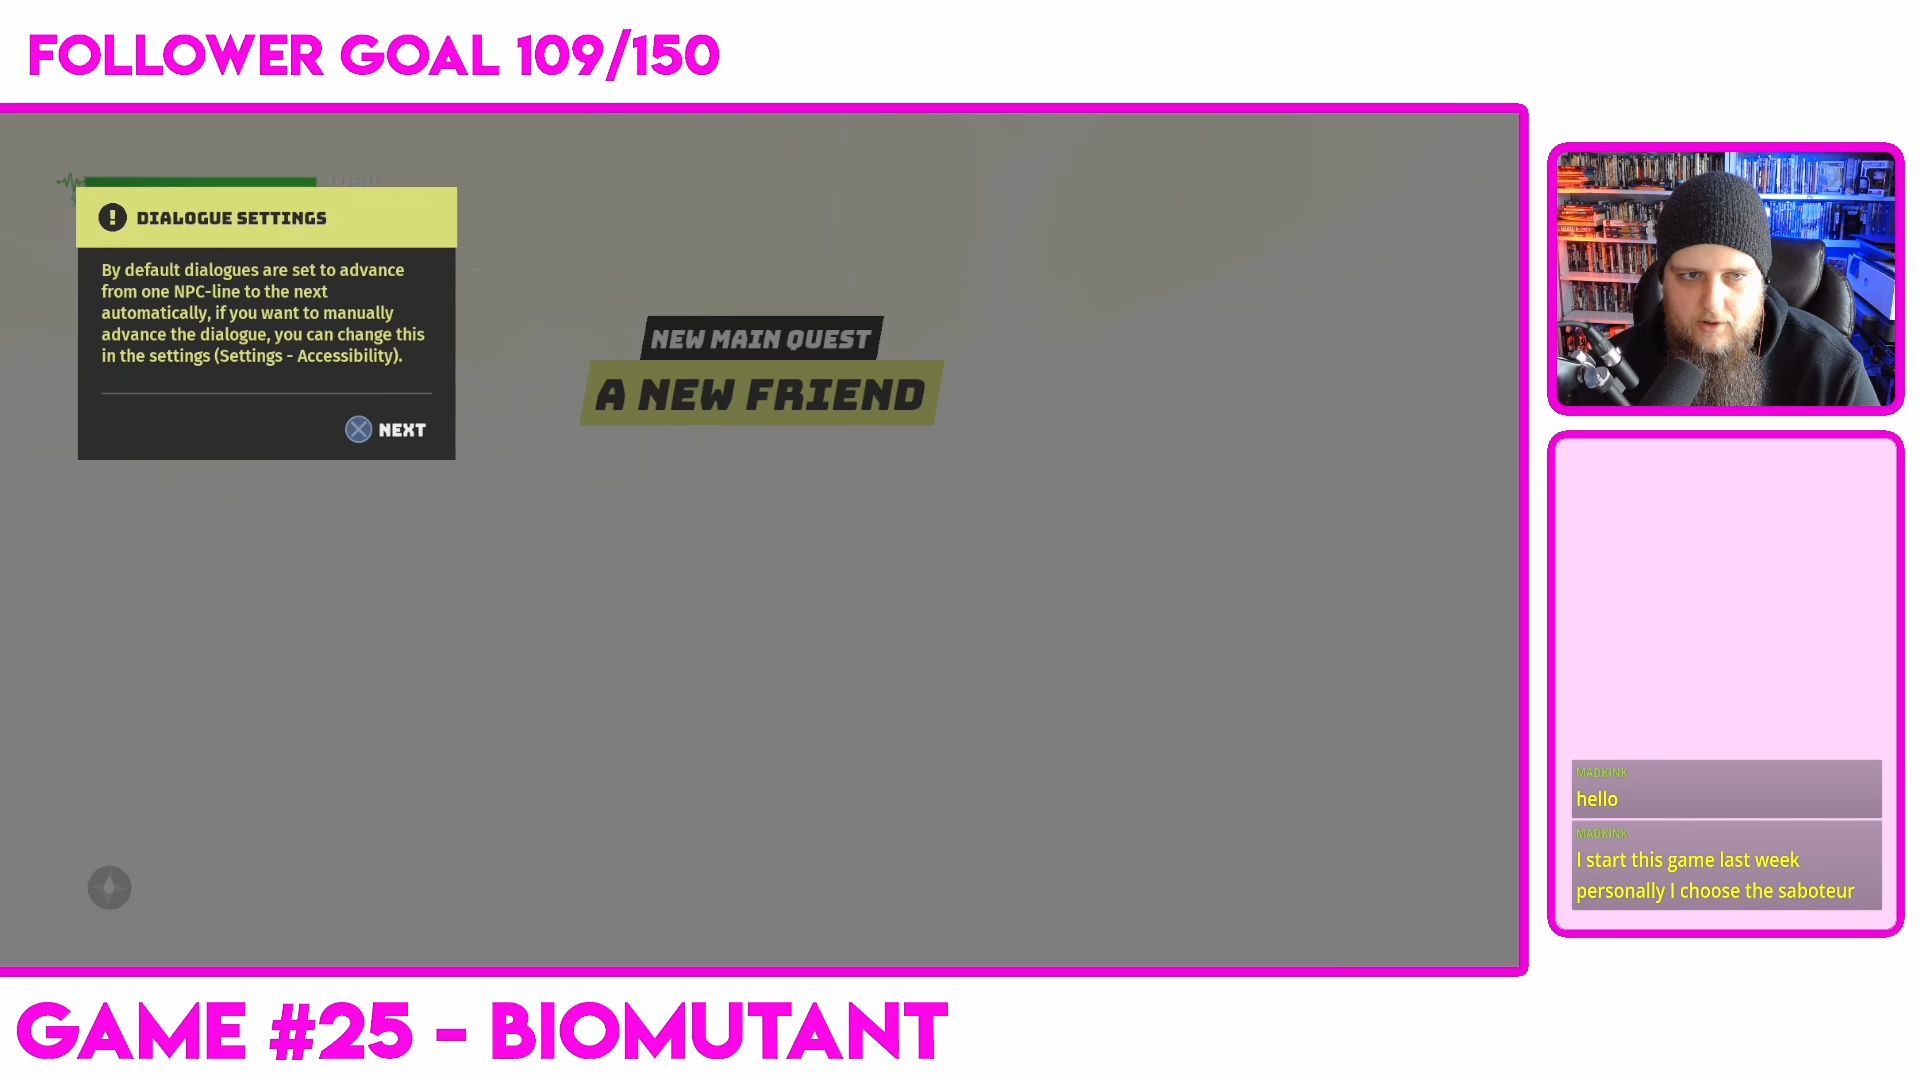 FOLLOWER GOAL 109/150
DIALOGUE SETTINGS
By default dialogues are set to advance
from one NPC-line to the next
automatically, if you want to manually
advance the dialogue, you can change this
in the settings (Settings - Accessibility).
NEXT
NEW MAIN QUEST
A NEW FRIEND
MADKINK
hello
MADKINK
I start this game last week
personally I choose the saboteur
GAME #25 - BIOMUTANT